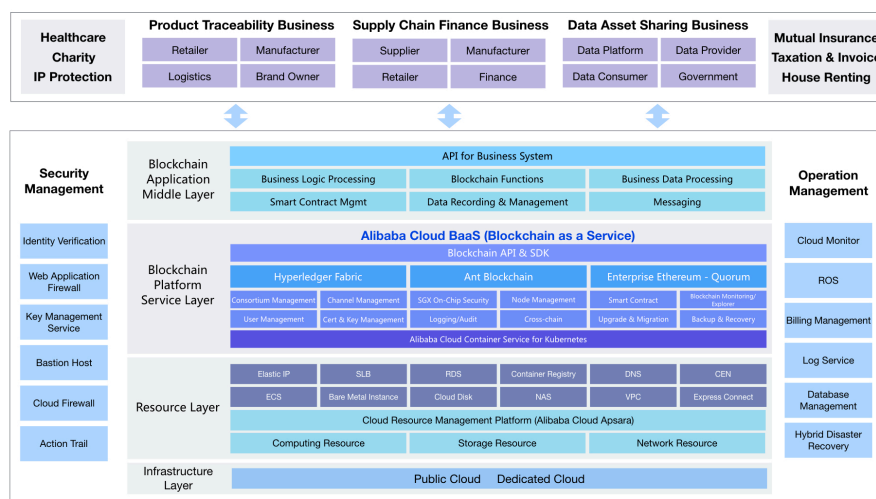 Healthcare
Charity
IP Protection
Product Traceability Business
Retailer
Manufacturer
Logistics
Brand Owner
Supply Chain Finance Business
Supplier
Manufacturer
Retailer
Finance
Data Asset Sharing Business
Data Platform
Data Provider
Data Consumer
Government
Mutual Insurance
Taxation & Invoice
House Renting
Security
Management
Identity Verification
Web Application
Firewall
Key Management
Service
Bastion Host
Cloud Firewall
Action Trail
Blockchain
Application
Middle Layer
API for Business System
Business Logic Processing
Blockchain Functions
Business Data Processing
Smart Contract Mgmt
Data Recording & Management
Messaging
Blockchain
Platform
Service Layer
Alibaba Cloud BaaS (Blockchain as a Service)
Blockchain API & SDK
Hyperledger Fabric
Ant Blockchain
Enterprise Ethereum - Quorum
Consortium Management
Channel Management
SGX On-Chip Security
Node Management
Smart Contract
Blockchain Monitoring/
Explorer
User Management
Cert & Key Management
Logging/Audit
Cross-chain
Upgrade & Migration
Backup & Recovery
Alibaba Cloud Container Service for Kubernetes
Resource Layer
Elastic IP
SLB
RDS
Container Registry
DNS
CEN
ECS
Bare Metal Instance
Cloud Disk
NAS
VPC
Express Connect
Cloud Resource Management Platform (Alibaba Cloud Apsara)
Computing Resource
Storage Resource
Network Resource
Infrastructure
Layer
Public Cloud Dedicated Cloud
Operation
Management
Cloud Monitor
ROS
Billing Management
Log Service
Database
Management
Hybrid Disaster
Recovery